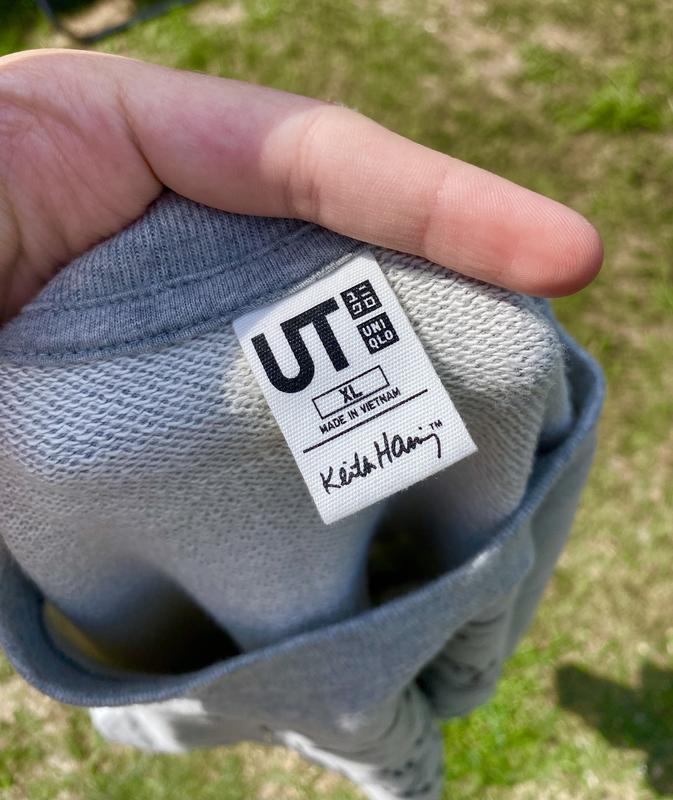 UT
ユニ
クロ
UNI
QLO
XL
MADE IN VIETNAM
Keith Haring™